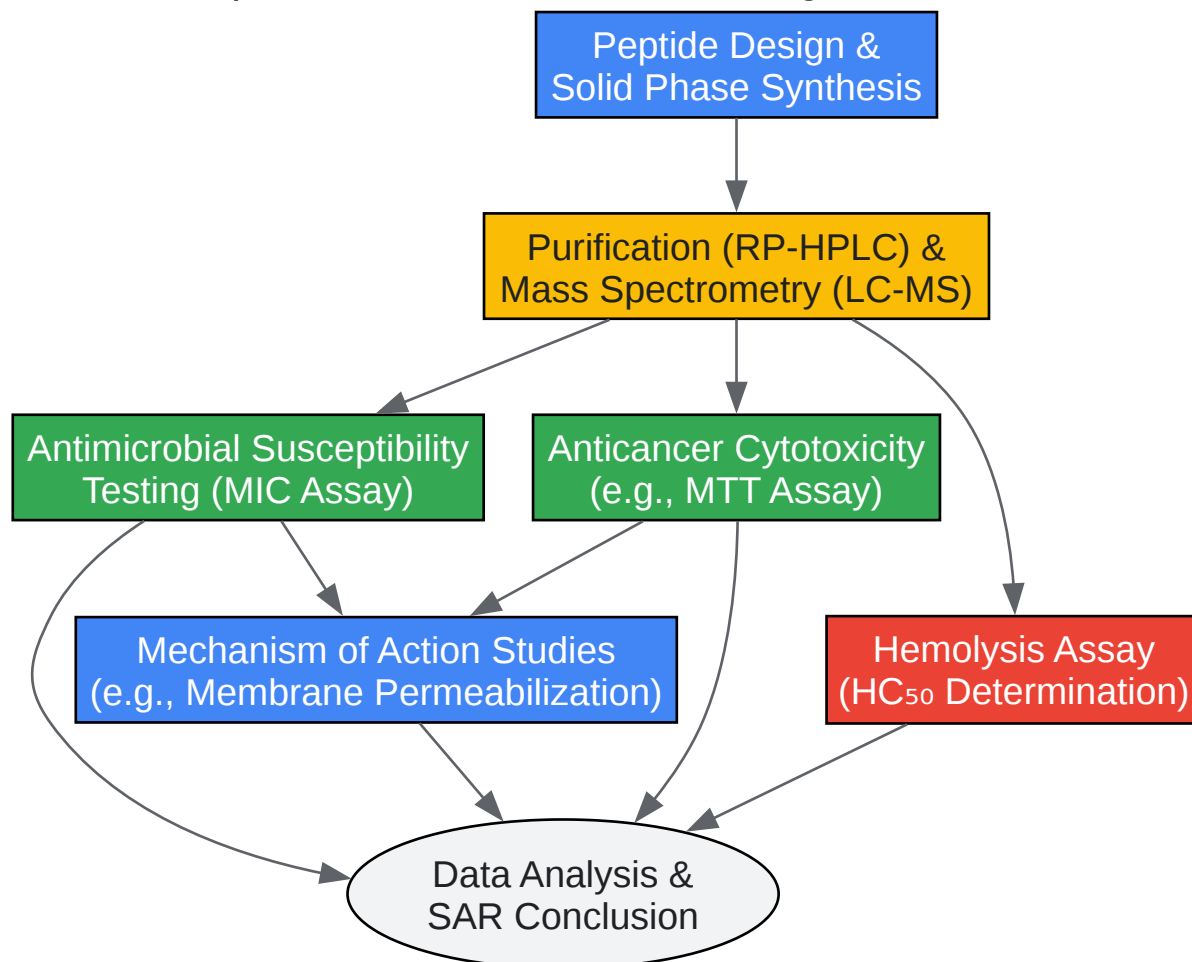 Peptide Design &
Solid Phase Synthesis
Purification (RP-HPLC) &
Mass Spectrometry (LC-MS)
Antimicrobial Susceptibility
Testing (MIC Assay)
Anticancer Cytotoxicity
(e.g., MTT Assay)
Mechanism of Action Studies
(e.g., Membrane Permeabilization)
Hemolysis Assay
(HC₅₀ Determination)
Data Analysis &
SAR Conclusion